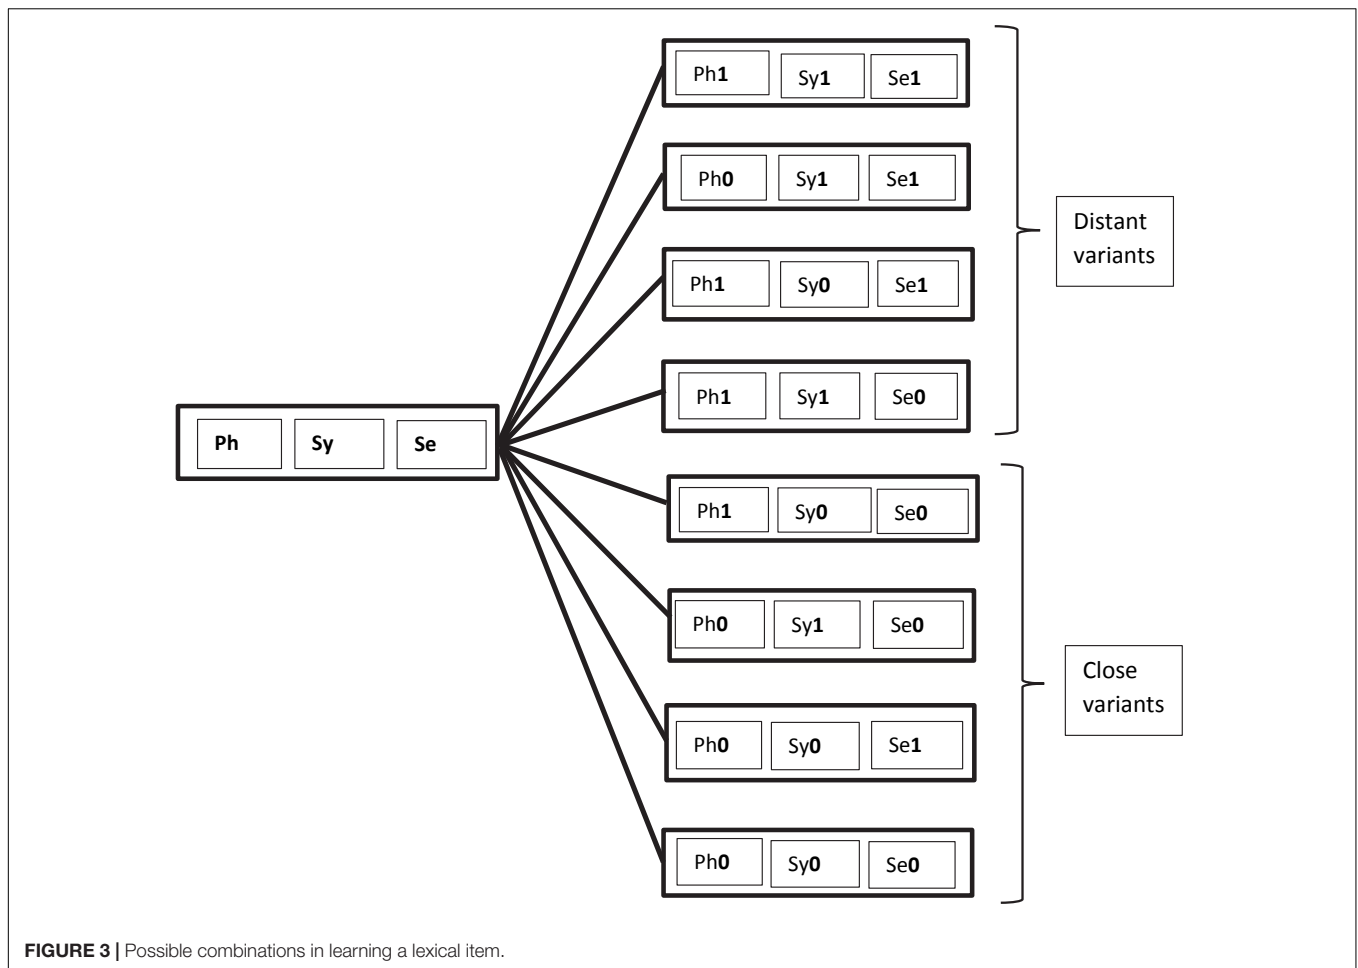 Ph1 Sy1 Se1
Ph0 Sy1 Se1
Distant
variants
Ph1 Sy0 Se1
Ph1 Sy1 Se0
Ph Sy Se
Ph1 Sy0 Se0
Ph0 Sy1 Se0
Close
variants
Ph0 Sy0 Se1
Ph0 Sy0 Se0
FIGURE 3 | Possible combinations in learning a lexical item.